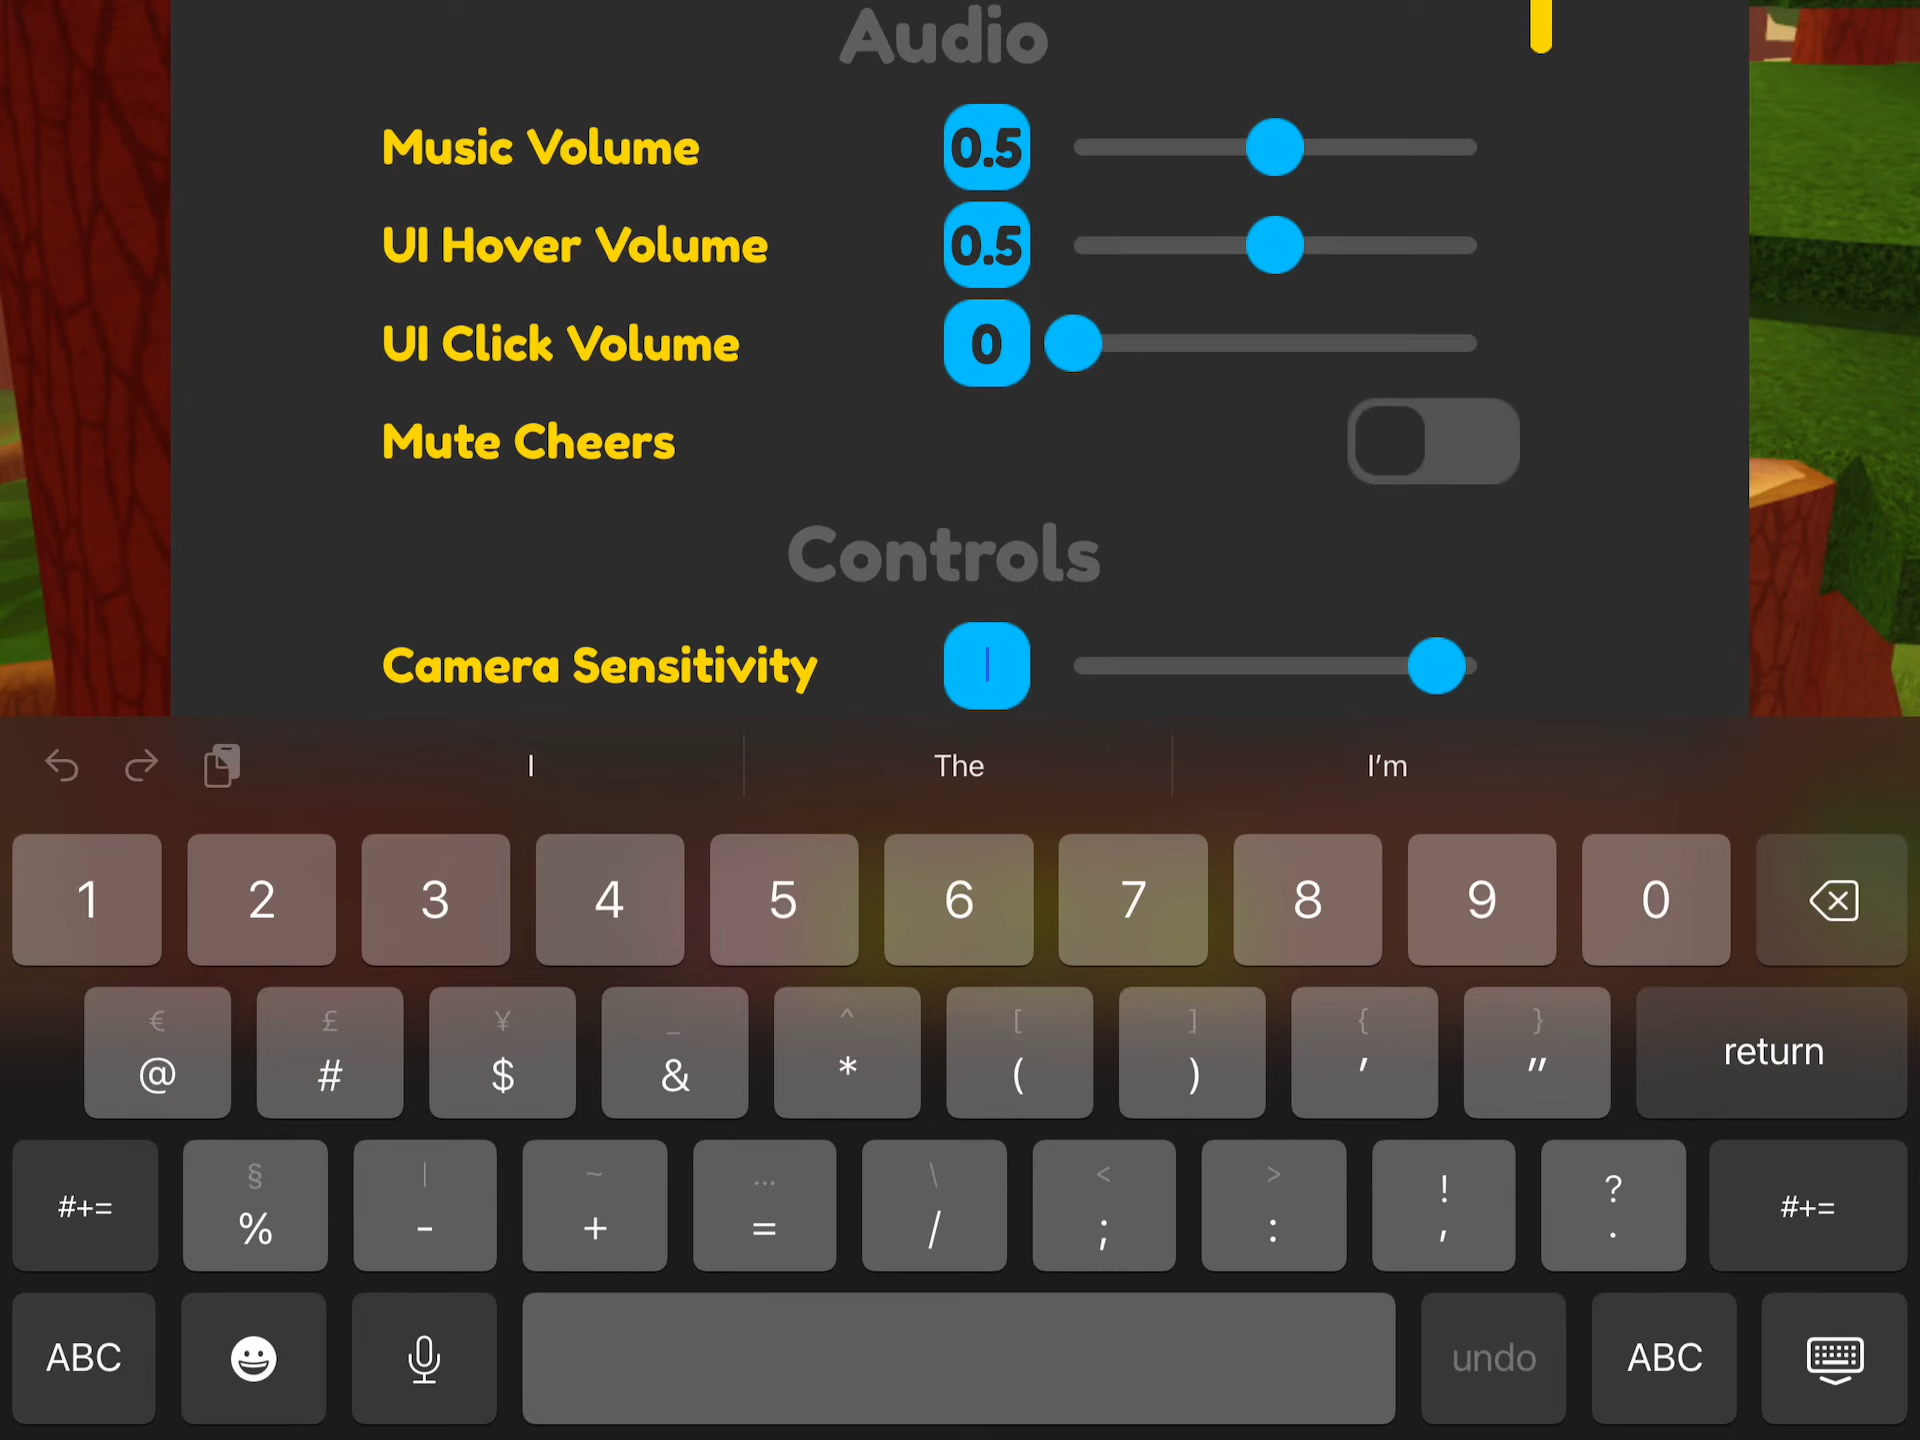 Audio
Music Volume 0.5
UI Hover Volume 0.5
UI Click Volume 0
Mute Cheers
Controls
Camera Sensitivity
I The I’m
1 2 3 4 5 6 7 8 9 0
€ £ ¥ _ ^ [ ] { }
@ # $ & * ( ) ' " return
§ | ~ … \ < > ! ?
#+= % - + = / ; : , . #+=
ABC undo ABC